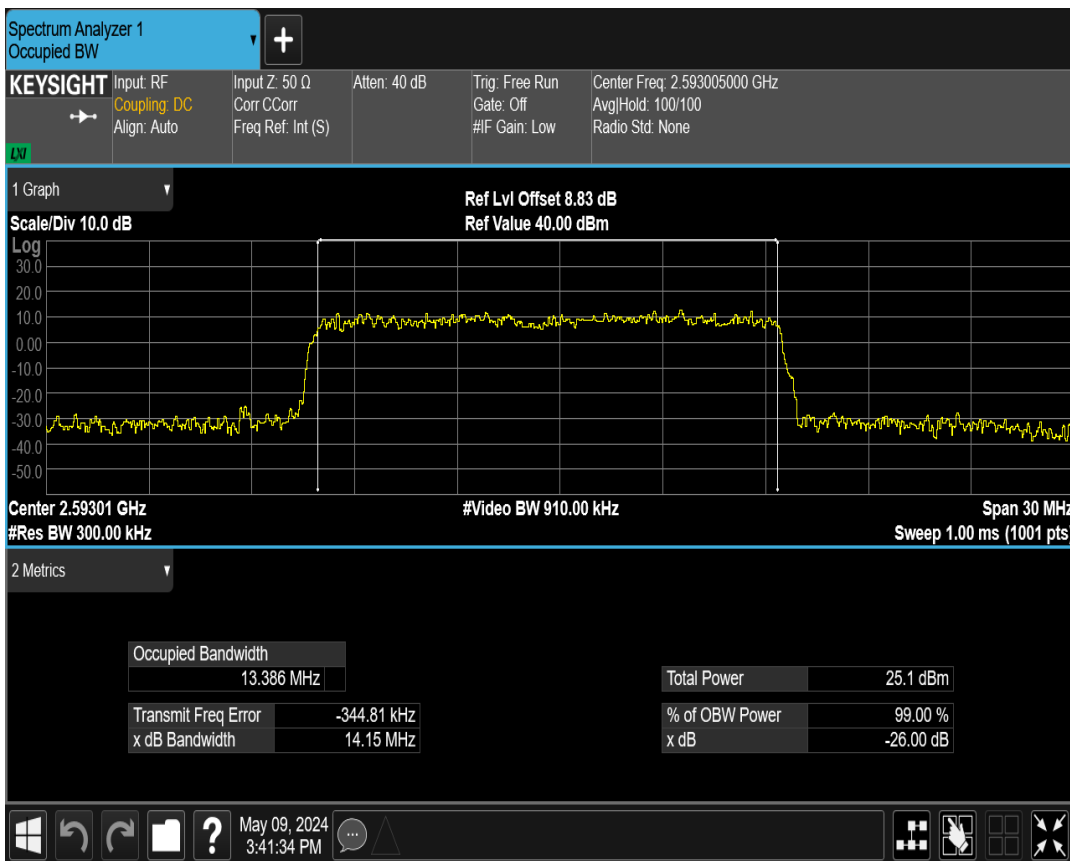 Spectrum Analyzer 1
Occupied BW
KEYSIGHT
LXI
Input: RF
Coupling: DC
Align: Auto
Input Z: 50 Ω
Corr CCorr
Freq Ref: Int (S)
Atten: 40 dB
Trig: Free Run
Gate: Off
#IF Gain: Low
Center Freq: 2.593005000 GHz
Avg|Hold: 100/100
Radio Std: None
1 Graph
Scale/Div 10.0 dB
Ref Lvl Offset 8.83 dB
Ref Value 40.00 dBm
Log
30.0
20.0
10.0
0.00
-10.0
-20.0
-30.0
-40.0
-50.0
Center 2.59301 GHz
#Video BW 910.00 kHz
Span 30 MHz
#Res BW 300.00 kHz
Sweep 1.00 ms (1001 pts)
2 Metrics
Occupied Bandwidth
13.386 MHz
Transmit Freq Error -344.81 kHz
x dB Bandwidth 14.15 MHz
Total Power 25.1 dBm
% of OBW Power 99.00 %
x dB -26.00 dB
?
May 09, 2024
3:41:34 PM